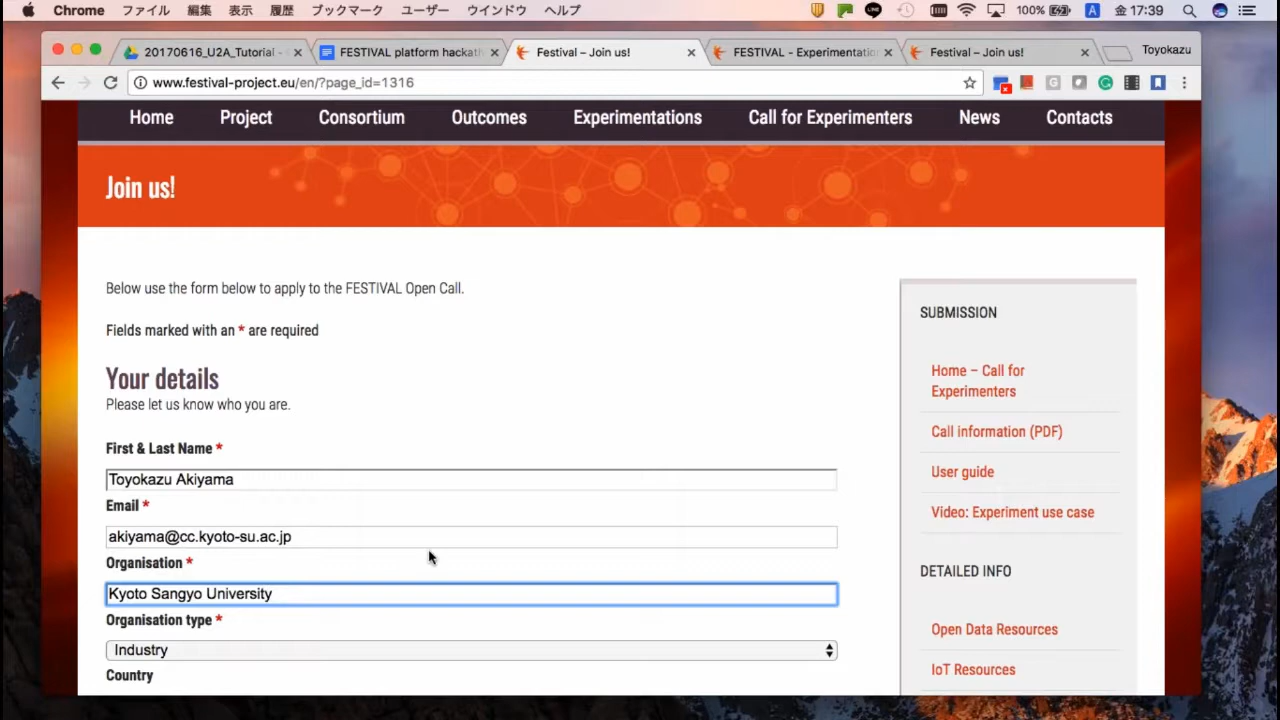 Chrome ファイル 編集 表示 履歴 ブックマーク ユーザー ウインドウ ヘルプ 100% A 金 17:39
20170616_U2A_Tutorial - FESTIVAL platform hackath Festival – Join us! FESTIVAL - Experimentatio Festival – Join us! Toyokazu
www.festival-project.eu/en/?page_id=1316
Home Project Consortium Outcomes Experimentations Call for Experimenters News Contacts
Join us!
Below use the form below to apply to the FESTIVAL Open Call.
Fields marked with an * are required
Your details
Please let us know who you are.
First & Last Name *
Toyokazu Akiyama
Email *
akiyama@cc.kyoto-su.ac.jp
Organisation *
Kyoto Sangyo University
Organisation type *
Industry
Country
SUBMISSION
Home – Call for
Experimenters
Call information (PDF)
User guide
Video: Experiment use case
DETAILED INFO
Open Data Resources
IoT Resources